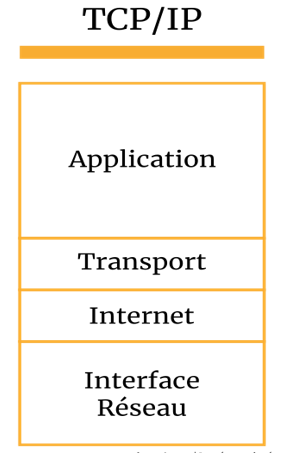 TCP/IP
Application
Transport
Internet
Interface
Réseau